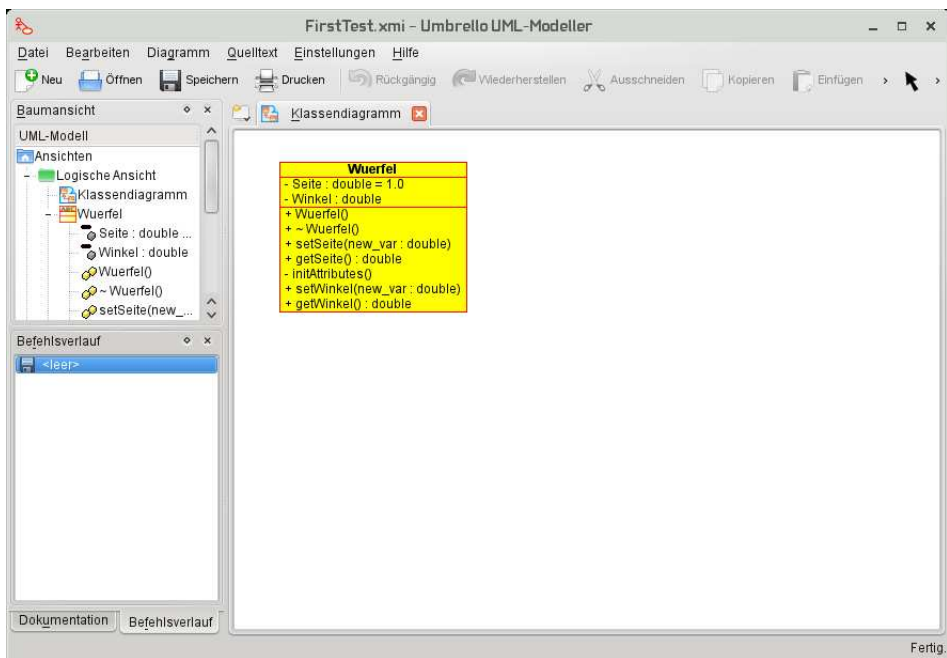 FirstTest.xmi – Umbrello UML-Modeller
Datei Bearbeiten Diagramm Quelltext Einstellungen Hilfe
Neu Öffnen Speichern Drucken Rückgängig Wiederherstellen Ausschneiden Kopieren Einfügen
Baumansicht
UML-Modell
Ansichten
Logische Ansicht
Klassendiagramm
Wuerfel
Seite : double ...
Winkel : double
Wuerfel()
~ Wuerfel()
setSeite(new_...
Befehlsverlauf
<leer>
Dokumentation Befehlsverlauf
Klassendiagramm
Wuerfel
- Seite : double = 1.0
- Winkel : double
+ Wuerfel()
+ ~ Wuerfel()
+ setSeite(new_var : double)
+ getSeite() : double
- initAttributes()
+ setWinkel(new_var : double)
+ getWinkel() : double
Fertig.